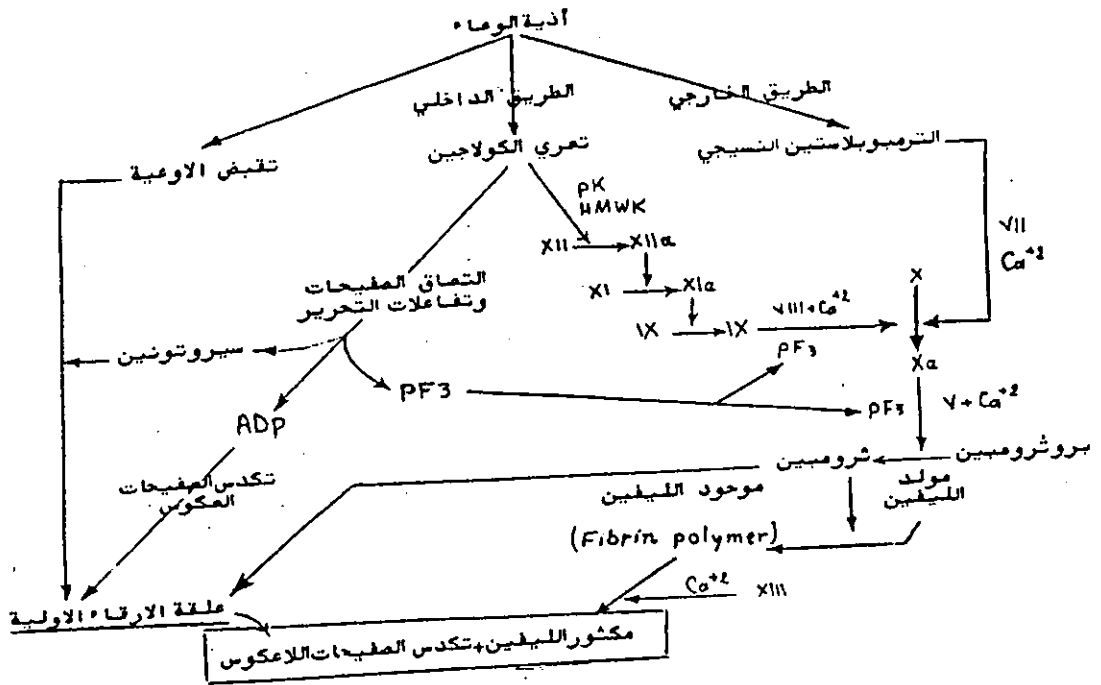 أذية الوعاء
الطريق الداخلي
الطريق الخارجي
تقبض الاوعية
تعري الكولاجين
الترمبوبلاستين النسيجي
PK
HMWK
VII
Ca+2
XII
XIIa
التصاق الصفيحات
وتفاعلات التحرير
XI
XIa
X
IX
IX
VIII+Ca+2
سيروتونين
PF3
Xa
PF3
PF3
V+Ca+2
ADP
بروثرومبين
ثرومبين
تكدس الصفيحات
العكوس
موحود الليفين
مولد
الليفين
(Fibrin polymer)
Ca+2
XIII
علقة الارقاء الاولية
مكثور الليفين+تكدس الصفيحات اللاعكوس